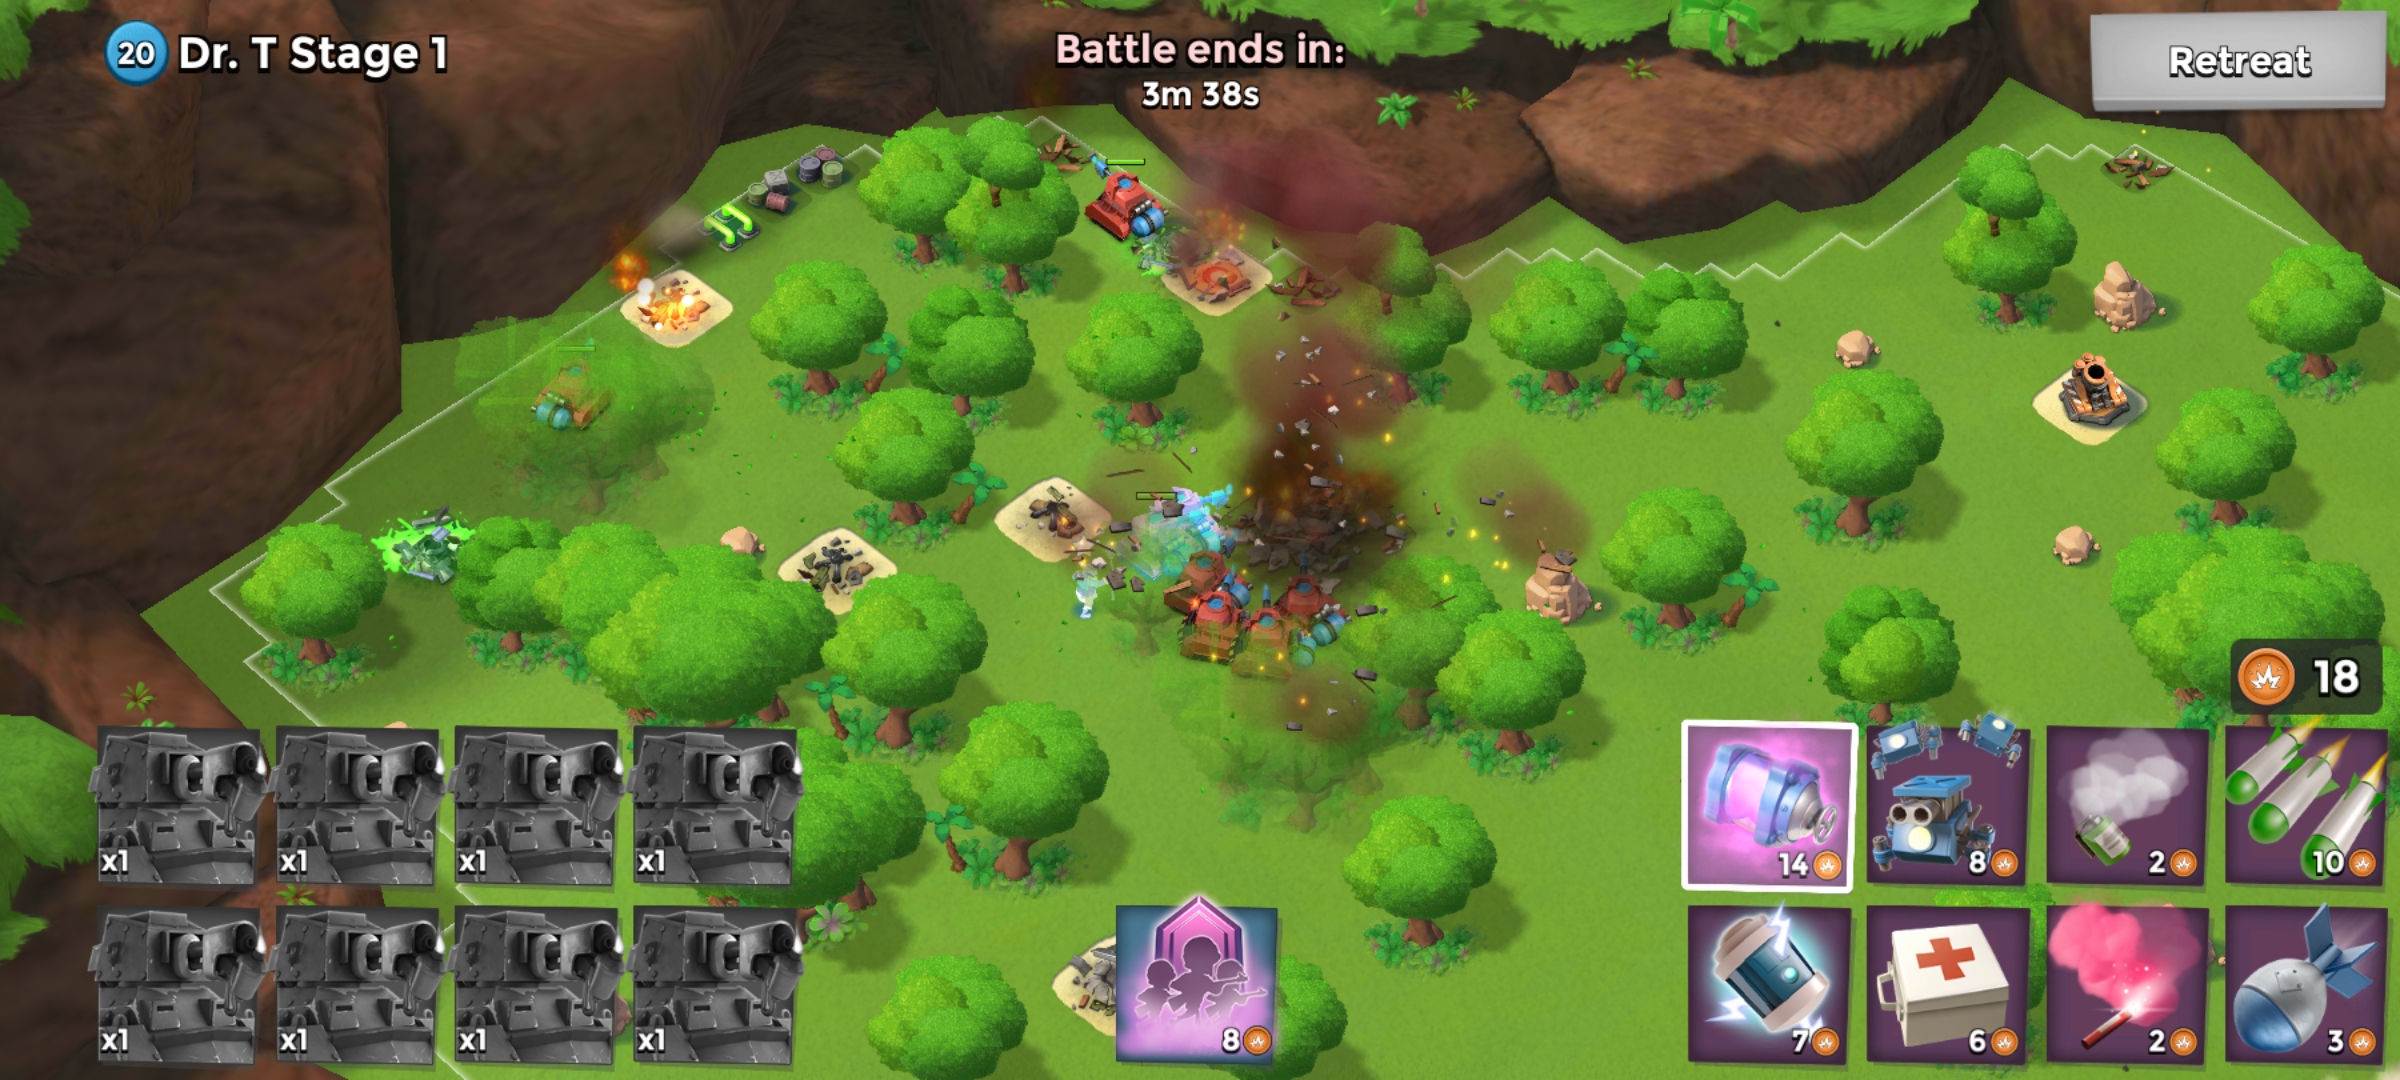 20 Dr. T Stage 1
Battle ends in:
3m 38s
Retreat
18
x1 x1 x1 x1
14 8 2 10
x1 x1 x1 x1
8
7 6 2 3